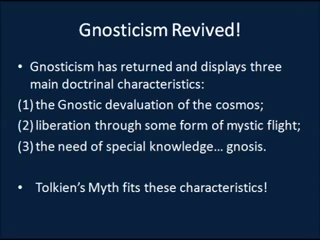 Gnosticism Revived!
• Gnosticism has returned and displays three
main doctrinal characteristics:
(1) the Gnostic devaluation of the cosmos;
(2) liberation through some form of mystic flight;
(3) the need of special knowledge... gnosis.
• Tolkien's Myth fits these characteristics!